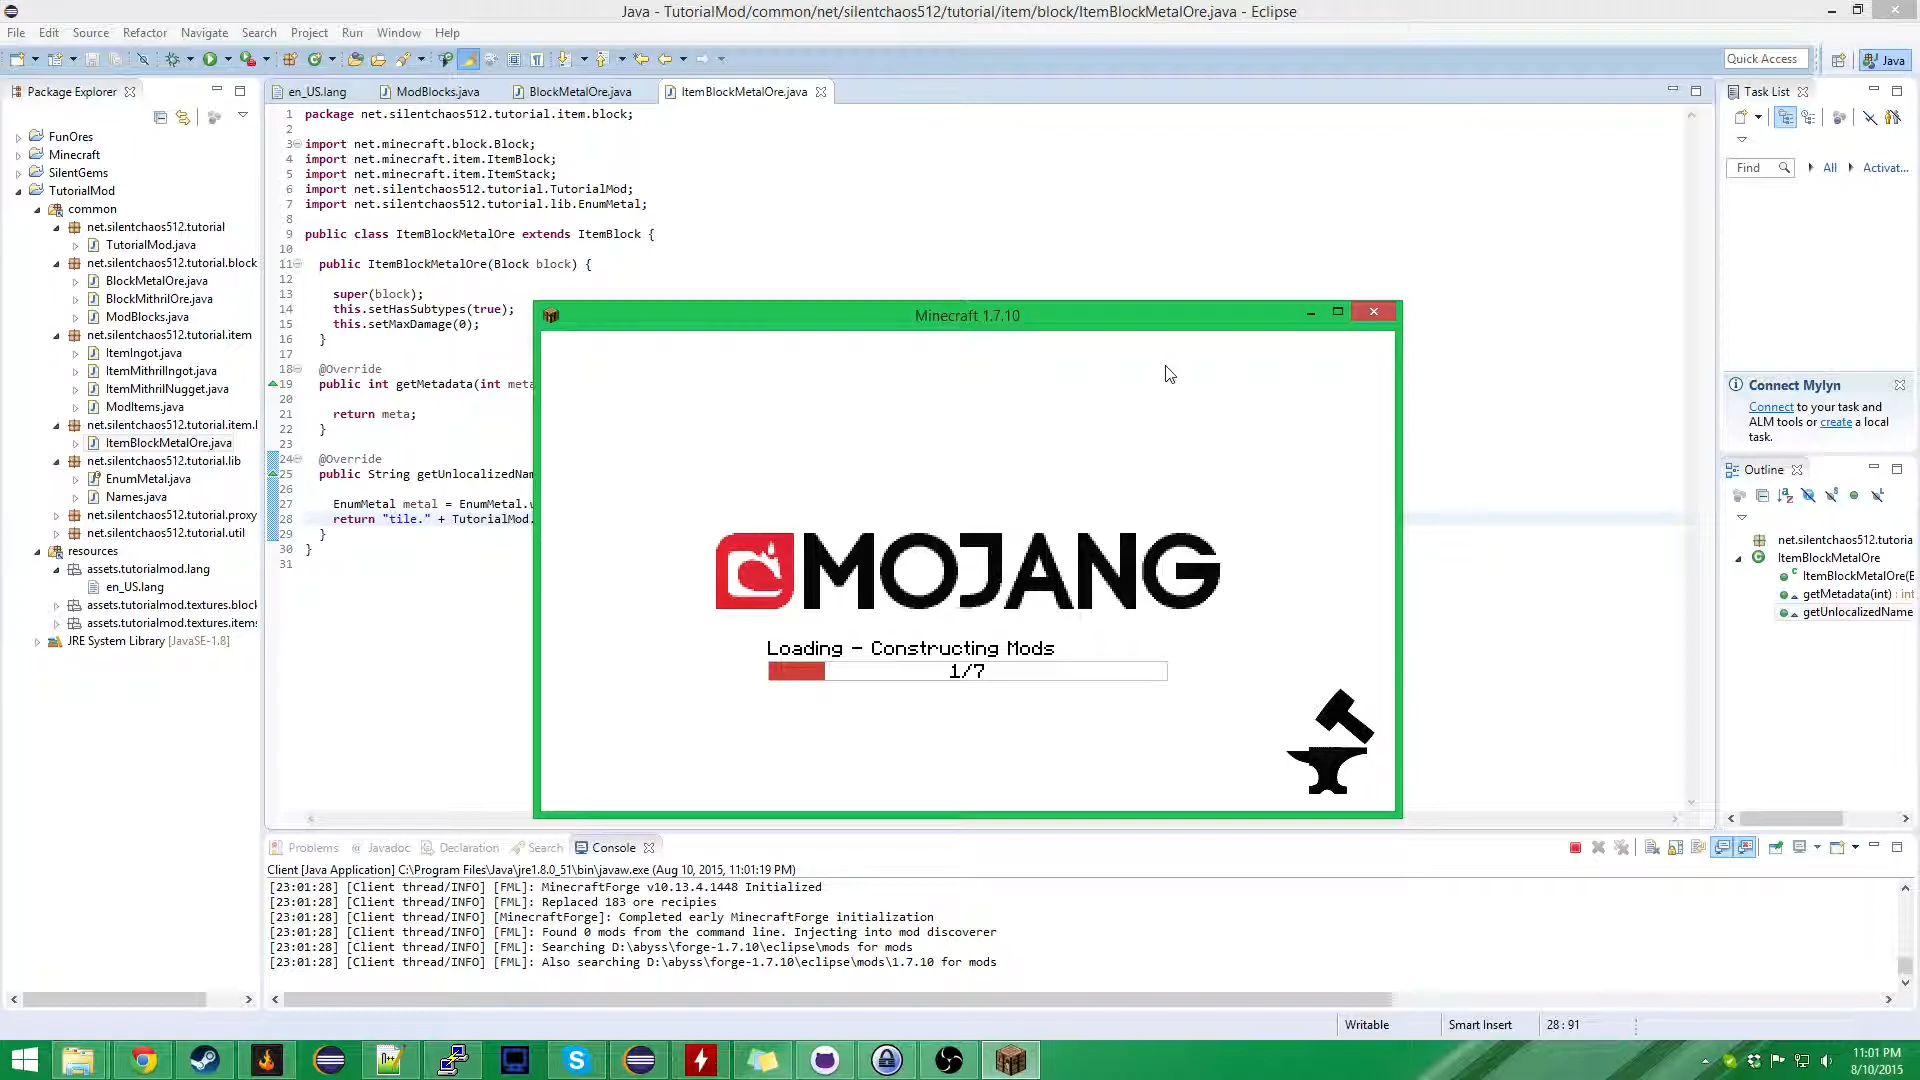 Java - TutorialMod/common/net/silentchaos512/tutorial/item/block/ItemBlockMetalOre.java - Eclipse
File Edit Source Refactor Navigate Search Project Run Window Help
Quick Access
Java
Package Explorer
en_US.lang
ModBlocks.java
BlockMetalOre.java
ItemBlockMetalOre.java
Task List
FunOres
Minecraft
SilentGems
TutorialMod
common
net.silentchaos512.tutorial
TutorialMod.java
net.silentchaos512.tutorial.block
BlockMetalOre.java
BlockMithrilOre.java
ModBlocks.java
net.silentchaos512.tutorial.item
ItemIngot.java
ItemMithrilIngot.java
ItemMithrilNugget.java
ModItems.java
net.silentchaos512.tutorial.item.l
ItemBlockMetalOre.java
net.silentchaos512.tutorial.lib
EnumMetal.java
Names.java
net.silentchaos512.tutorial.proxy
net.silentchaos512.tutorial.util
resources
assets.tutorialmod.lang
en_US.lang
assets.tutorialmod.textures.block
assets.tutorialmod.textures.items
JRE System Library [JavaSE-1.8]
1 package net.silentchaos512.tutorial.item.block;
2
3 import net.minecraft.block.Block;
4 import net.minecraft.item.ItemBlock;
5 import net.minecraft.item.ItemStack;
6 import net.silentchaos512.tutorial.TutorialMod;
7 import net.silentchaos512.tutorial.lib.EnumMetal;
8
9 public class ItemBlockMetalOre extends ItemBlock {
10
11 public ItemBlockMetalOre(Block block) {
12
13 super(block);
14 this.setHasSubtypes(true);
15 this.setMaxDamage(0);
16 }
17
18 @Override
19 public int getMetadata(int meta
20
21 return meta;
22 }
23
24 @Override
25 public String getUnlocalizedNam
26
27 EnumMetal metal = EnumMetal.v
28 return "tile." + TutorialMod.
29 }
30 }
31
Minecraft 1.7.10
MOJANG
Loading - Constructing Mods
1/7
Find
All
Activat...
Connect Mylyn
Connect to your task and
ALM tools or create a local
task.
Outline
net.silentchaos512.tutoria
ItemBlockMetalOre
ItemBlockMetalOre(B
getMetadata(int) : int
getUnlocalizedName
Problems
Javadoc
Declaration
Search
Console
Client [Java Application] C:\Program Files\Java\jre1.8.0_51\bin\javaw.exe (Aug 10, 2015, 11:01:19 PM)
[23:01:28] [Client thread/INFO] [FML]: MinecraftForge v10.13.4.1448 Initialized
[23:01:28] [Client thread/INFO] [FML]: Replaced 183 ore recipies
[23:01:28] [Client thread/INFO] [MinecraftForge]: Completed early MinecraftForge initialization
[23:01:28] [Client thread/INFO] [FML]: Found 0 mods from the command line. Injecting into mod discoverer
[23:01:28] [Client thread/INFO] [FML]: Searching D:\abyss\forge-1.7.10\eclipse\mods for mods
[23:01:28] [Client thread/INFO] [FML]: Also searching D:\abyss\forge-1.7.10\eclipse\mods\1.7.10 for mods
Writable
Smart Insert
28 : 91
11:01 PM
8/10/2015